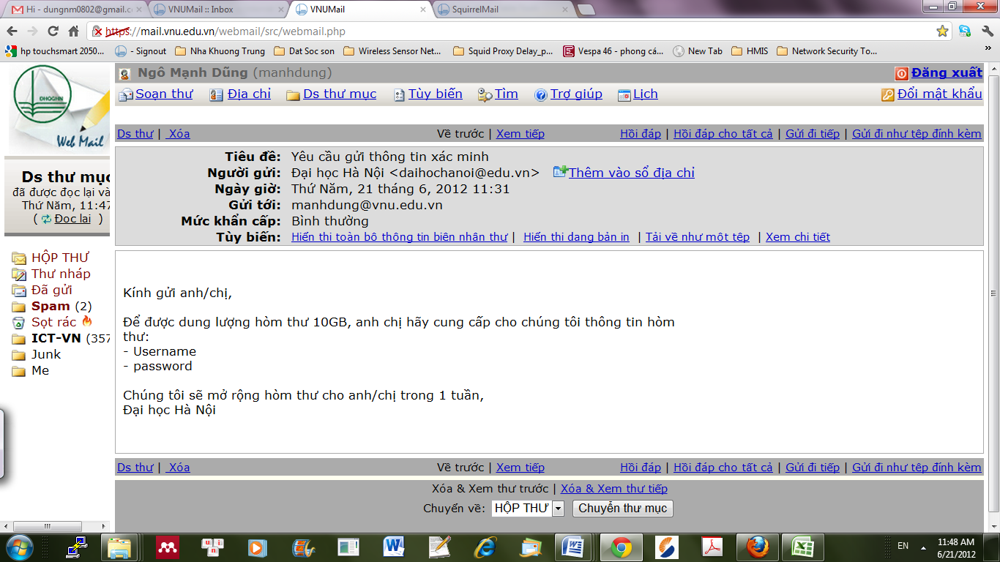 Hi - dungnm0802@gmail.c
VNUMail :: Inbox
VNUMail
SquirrelMail
https://mail.vnu.edu.vn/webmail/src/webmail.php
hp touchsmart 2050...
- Signout
Nha Khuong Trung
Dat Soc son
Wireless Sensor Net...
Squid Proxy Delay_p...
Vespa 46 - phong cá...
New Tab
HMIS
Network Security To...
»
ĐHQGHN
Web Mail
Ngô Mạnh Dũng (manhdung)
Đăng xuất
Soạn thư
Địa chỉ
Ds thư mục
Tùy biến
Tìm
Trợ giúp
Lịch
Đổi mật khẩu
Ds thư mục
đã được đọc lại và
Thứ Năm, 11:47
( Đọc lại )
HỘP THƯ
Thư nháp
Đã gửi
Spam (2)
Sọt rác
ICT-VN (357
Junk
Me
Ds thư | Xóa
Về trước | Xem tiếp
Hồi đáp | Hồi đáp cho tất cả | Gửi đi tiếp | Gửi đi như tệp đính kèm
Tiêu đề: Yêu cầu gửi thông tin xác minh
Người gửi: Đại học Hà Nội <daihochanoi@edu.vn> Thêm vào sổ địa chỉ
Ngày giờ: Thứ Năm, 21 tháng 6, 2012 11:31
Gửi tới: manhdung@vnu.edu.vn
Mức khẩn cấp: Bình thường
Tùy biến: Hiển thị toàn bộ thông tin biên nhân thư | Hiển thị dạng bản in | Tải về như một tệp | Xem chi tiết
Kính gửi anh/chị,
Để được dung lượng hòm thư 10GB, anh chị hãy cung cấp cho chúng tôi thông tin hòm
thư:
- Username
- password
Chúng tôi sẽ mở rộng hòm thư cho anh/chị trong 1 tuần,
Đại học Hà Nội
Ds thư | Xóa
Về trước | Xem tiếp
Hồi đáp | Hồi đáp cho tất cả | Gửi đi tiếp | Gửi đi như tệp đính kèm
Xóa & Xem thư trước | Xóa & Xem thư tiếp
Chuyển về: HỘP THƯ Chuyển thư mục
EN
11:48 AM
6/21/2012